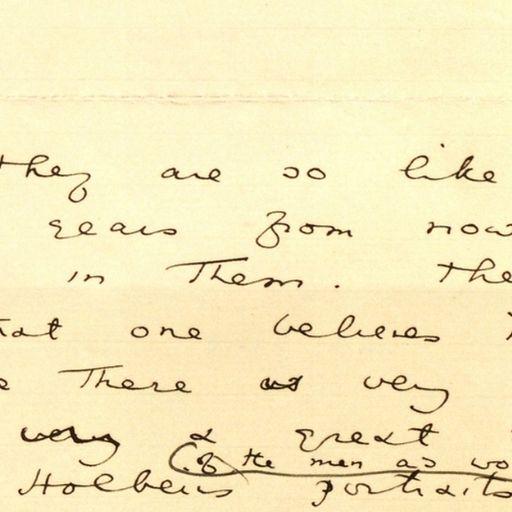 they are so like
years from now
in them. the
that one believes
there as very
very a great
(of the men as wo
Holbeins portraits